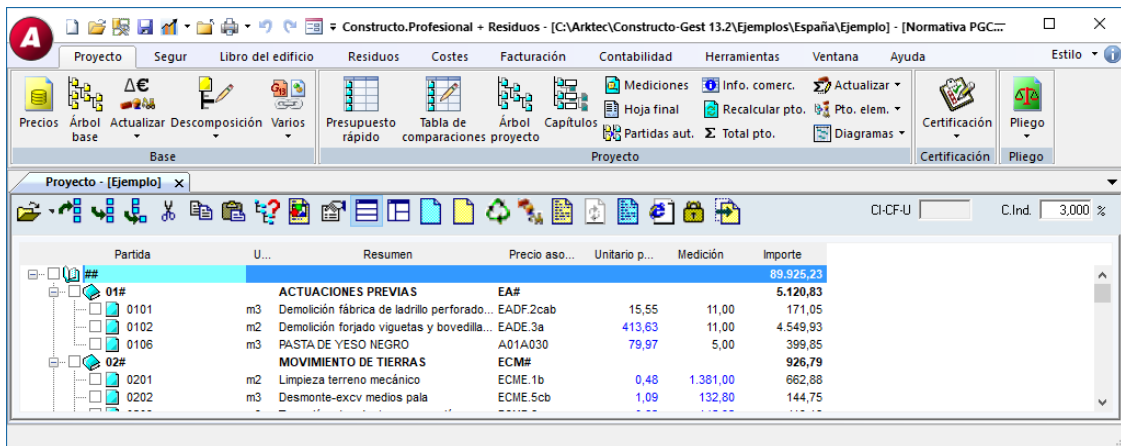 Constructo.Profesional + Residuos - [C:\Arktec\Constructo-Gest 13.2\Ejemplos\España\Ejemplo] - [Normativa PGC...
Proyecto Segur Libro del edificio Residuos Costes Facturación Contabilidad Herramientas Ventana Ayuda Estilo
Precios
Árbol base
Actualizar
Descomposición
Varios
Presupuesto rápido
Tabla de comparaciones
Árbol proyecto
Capítulos
Mediciones
Hoja final
Partidas aut.
Info. comerc.
Recalcular pto.
Total pto.
Actualizar
Pto. elem.
Diagramas
Certificación
Pliego
Base Proyecto Certificación Pliego
Proyecto - [Ejemplo] x
CI-CF-U C.Ind. 3,000 %
Partida U... Resumen Precio aso... Unitario p... Medición Importe
## 89.925,23
01# ACTUACIONES PREVIAS EA# 5.120,83
0101 m3 Demolición fábrica de ladrillo perforado... EADF.2cab 15,55 11,00 171,05
0102 m2 Demolición forjado viguetas y bovedilla... EADE.3a 413,63 11,00 4.549,93
0106 m3 PASTA DE YESO NEGRO A01A030 79,97 5,00 399,85
02# MOVIMIENTO DE TIERRAS ECM# 926,79
0201 m2 Limpieza terreno mecánico ECME.1b 0,48 1.381,00 662,88
0202 m3 Desmonte-excv medios pala ECME.5cb 1,09 132,80 144,75